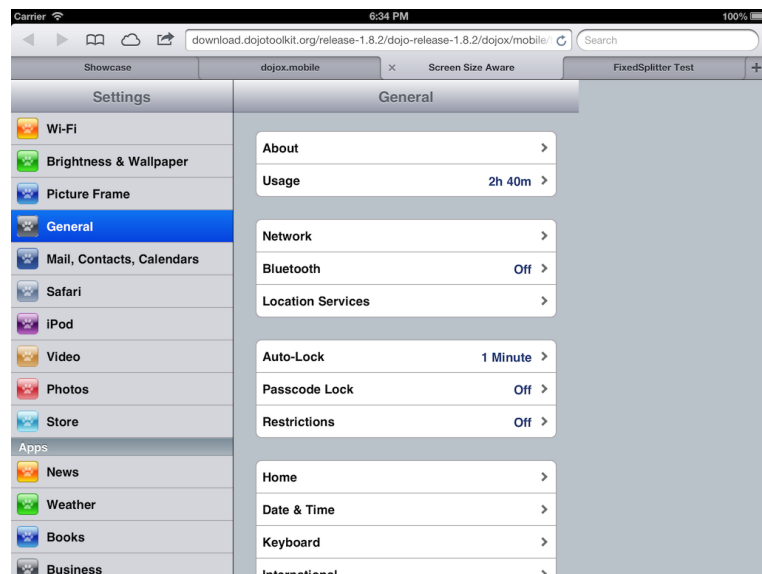 Carrier 6:34 PM 100%
download.dojotoolkit.org/release-1.8.2/dojo-release-1.8.2/dojox/mobile/ Search
Showcase dojox.mobile × Screen Size Aware FixedSplitter Test +
Settings
Wi-Fi
Brightness & Wallpaper
Picture Frame
General
Mail, Contacts, Calendars
Safari
iPod
Video
Photos
Store
Apps
News
Weather
Books
Business
General
About
Usage 2h 40m
Network
Bluetooth Off
Location Services
Auto-Lock 1 Minute
Passcode Lock Off
Restrictions Off
Home
Date & Time
Keyboard
International